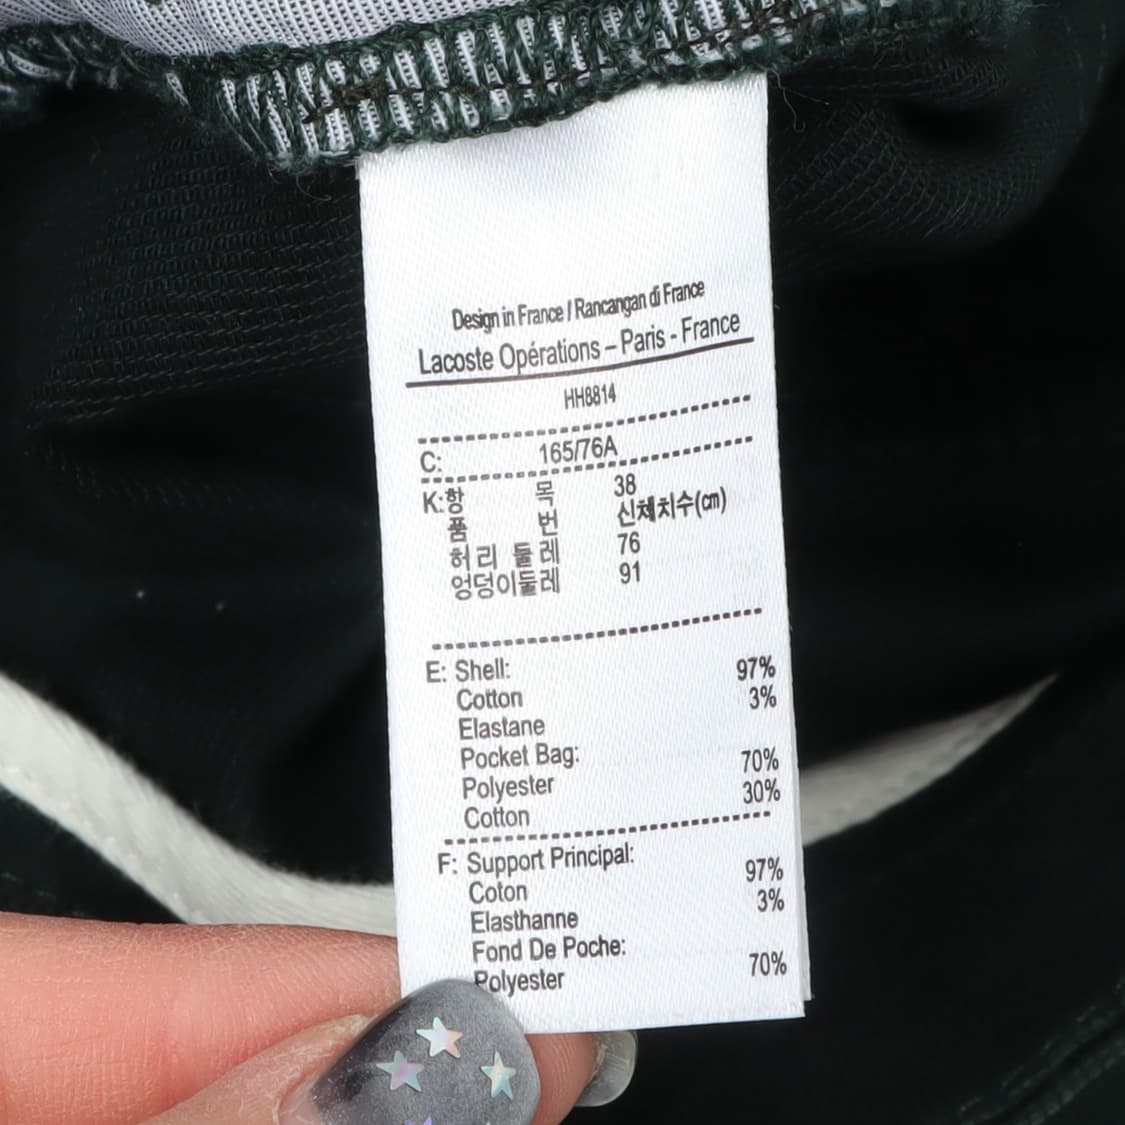 Design in France / Rancangan di France
Lacoste Opérations – Paris - France
HH8814
C: 165/76A
K: 항 목 38
품 번 신체치수(cm)
허리 둘레 76
엉덩이둘레 91
E: Shell: 97%
Cotton 3%
Elastane
Pocket Bag: 70%
Polyester 30%
Cotton
F: Support Principal: 97%
Coton 3%
Elasthanne
Fond De Poche:
Polyester 70%